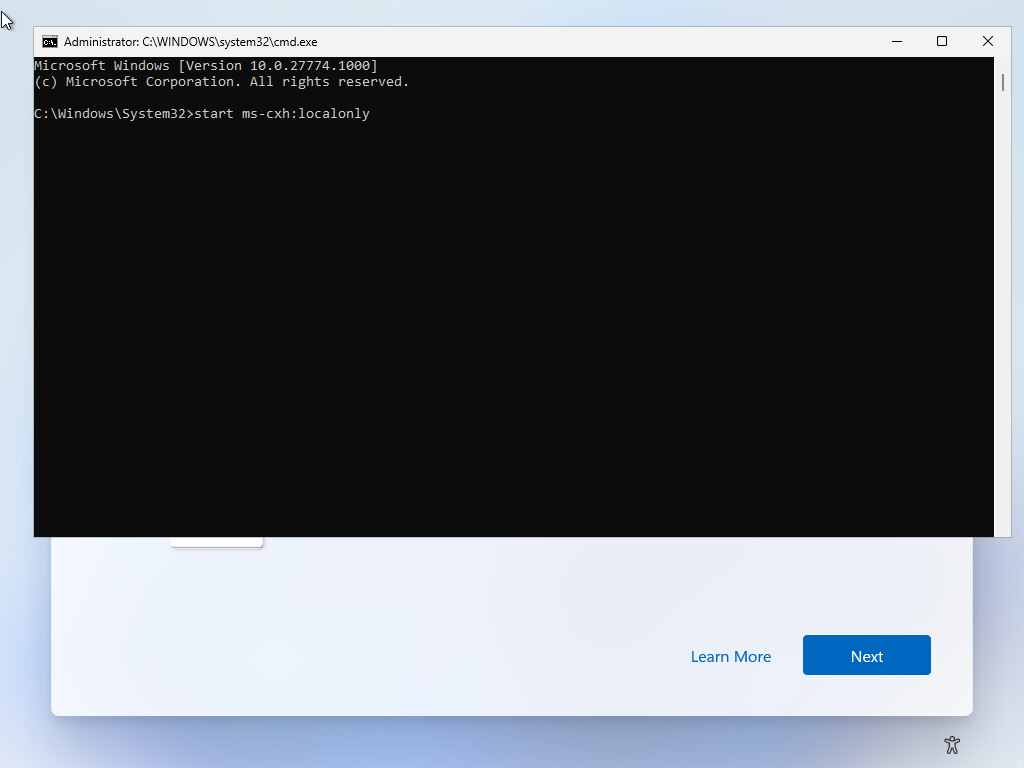 Administrator: C:\WINDOWS\system32\cmd.exe
Microsoft Windows [Version 10.0.27774.1000]
(c) Microsoft Corporation. All rights reserved.
C:\Windows\System32>start ms-cxh:localonly
Learn More
Next